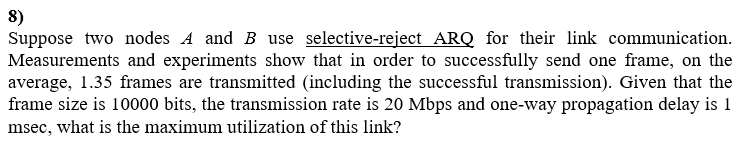 8)
Suppose two nodes A and B use selective-reject ARQ for their link communication.
Measurements and experiments show that in order to successfully send one frame, on the
average, 1.35 frames are transmitted (including the successful transmission). Given that the
frame size is 10000 bits, the transmission rate is 20 Mbps and one-way propagation delay is 1
msec, what is the maximum utilization of this link?